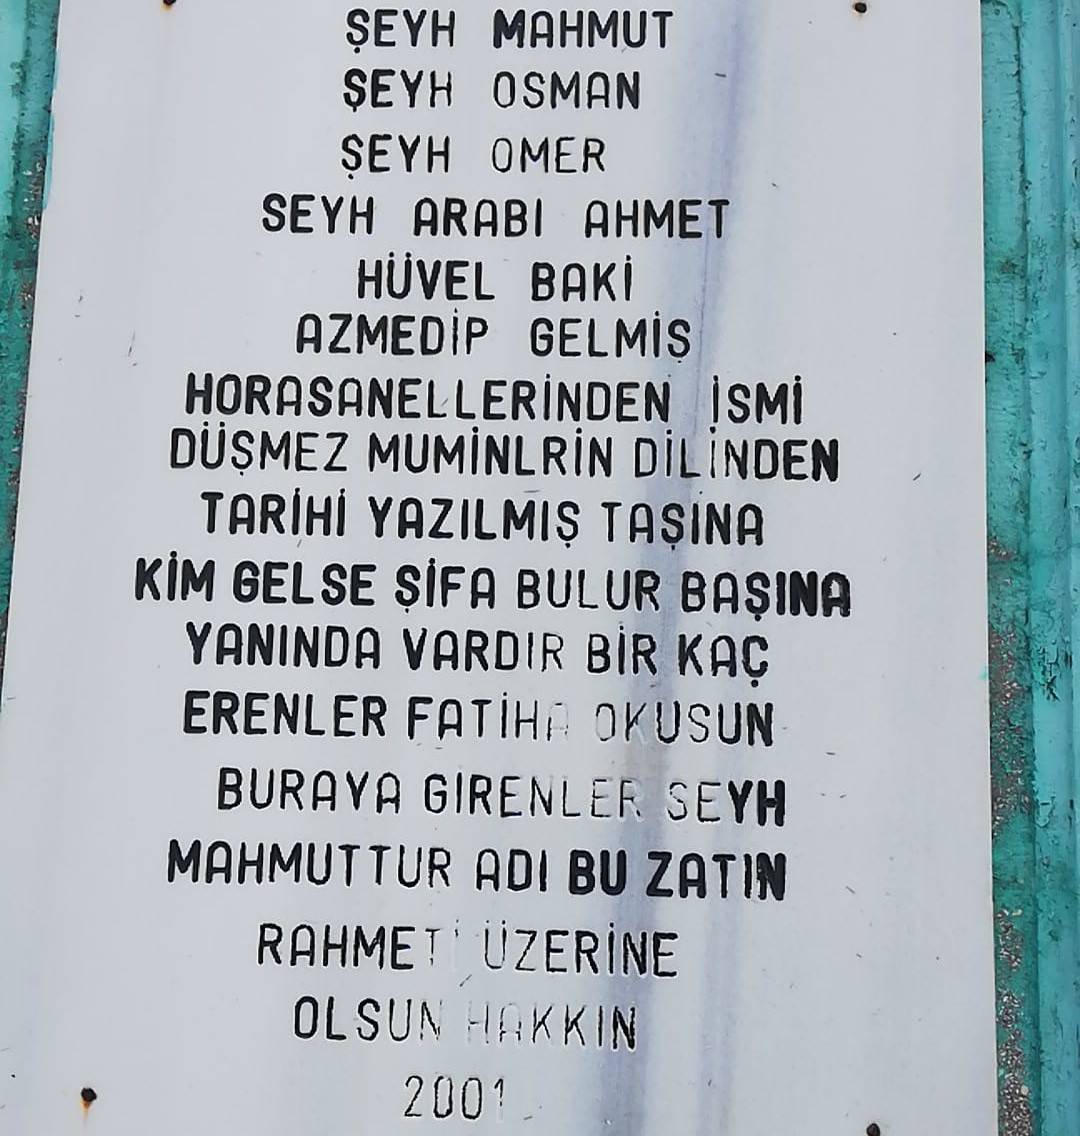 ŞEYH MAHMUT
ŞEYH OSMAN
ŞEYH OMER
SEYH ARABI AHMET
HÜVEL BAKİ
AZMEDİP GELMİŞ
HORASANELLERİNDEN İSMİ
DÜŞMEZ MUMİNLRİN DİLİNDEN
TARİHİ YAZILMIŞ TAŞINA
KİM GELSE ŞİFA BULUR BAŞINA
YANINDA VARDIR BİR KAÇ
ERENLER FATİHA OKUSUN
BURAYA GİRENLER SEYH
MAHMUTTUR ADI BU ZATIN
RAHMETİ ÜZERİNE
OLSUN HAKKIN
2001